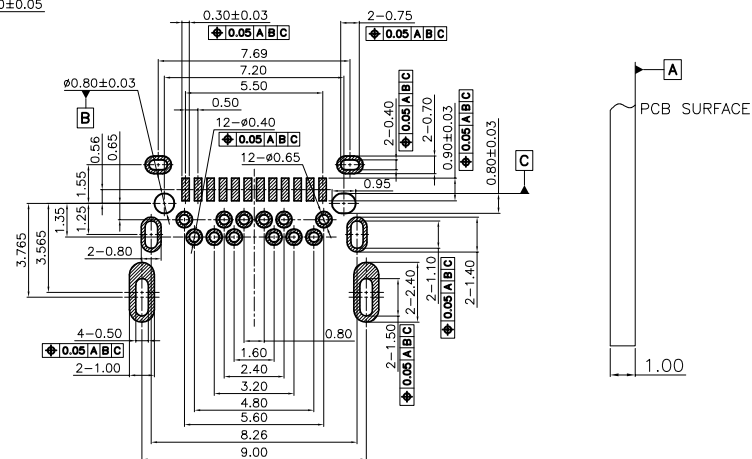 0±0.05
0.30±0.03
⌖ 0.05 A B C
2-0.75
⌖ 0.05 A B C
7.69
7.20
5.50
ø0.80±0.03
B
0.50
12-ø0.40
⌖ 0.05 A B C
12-ø0.65
0.56
0.65
2-0.40
⌖ 0.05 A B C
2-0.70
0.90±0.03
⌖ 0.05 A B C
0.80±0.03
C
A
PCB SURFACE
0.95
1.55
1.35
1.25
3.765
3.565
2-0.80
2-1.10
⌖ 0.05 A B C
2-1.40
2-2.40
2-1.50
⌖ 0.05 A B C
4-0.50
⌖ 0.05 A B C
2-1.00
0.80
1.60
2.40
3.20
4.80
5.60
8.26
9.00
1.00